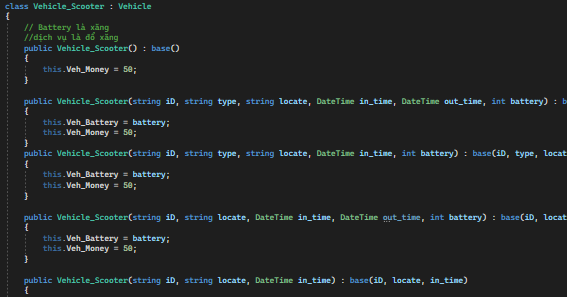 class Vehicle_Scooter : Vehicle
{
// Battery là xăng
//dịch vụ là đổ xăng
public Vehicle_Scooter() : base()
{
this.Veh_Money = 50;
}
public Vehicle_Scooter(string iD, string type, string locate, DateTime in_time, DateTime out_time, int battery) : b
{
this.Veh_Battery = battery;
this.Veh_Money = 50;
}
public Vehicle_Scooter(string iD, string type, string locate, DateTime in_time, int battery) : base(iD, type, locat
{
this.Veh_Battery = battery;
this.Veh_Money = 50;
}
public Vehicle_Scooter(string iD, string locate, DateTime in_time, DateTime out_time, int battery) : base(iD, locat
{
this.Veh_Battery = battery;
this.Veh_Money = 50;
}
public Vehicle_Scooter(string iD, string locate, DateTime in_time) : base(iD, locate, in_time)
{